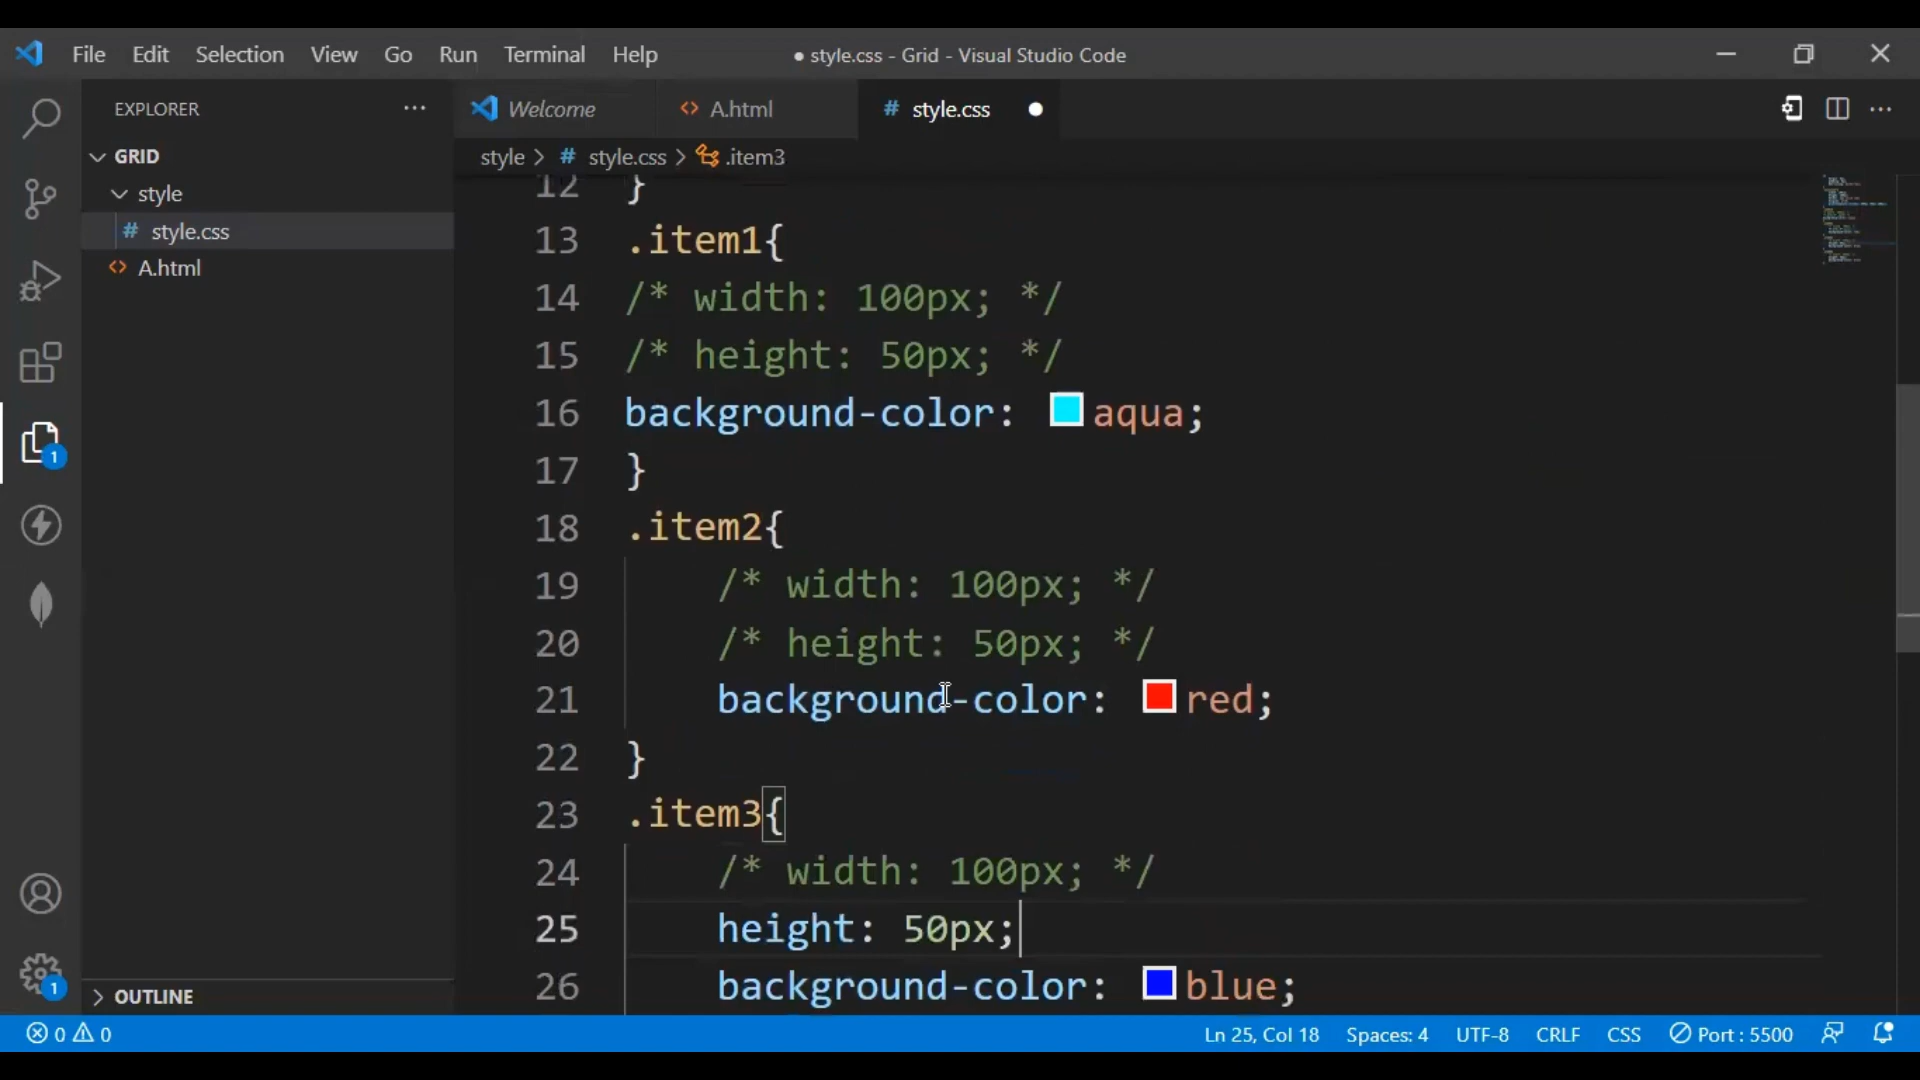 File Edit Selection View Go Run Terminal Help ● style.css - Grid - Visual Studio Code
EXPLORER ··· Welcome <> A.html # style.css ● ···
GRID
style > # style.css > .item3
style
# style.css
<> A.html
12 }
13 .item1{
14 /* width: 100px; */
15 /* height: 50px; */
16 background-color: aqua;
17 }
18 .item2{
19 /* width: 100px; */
20 /* height: 50px; */
21 background-color: red;
22 }
23 .item3{
24 /* width: 100px; */
25 height: 50px;
26 background-color: blue;
1
1
> OUTLINE
0 0 Ln 25, Col 18 Spaces: 4 UTF-8 CRLF CSS Port : 5500